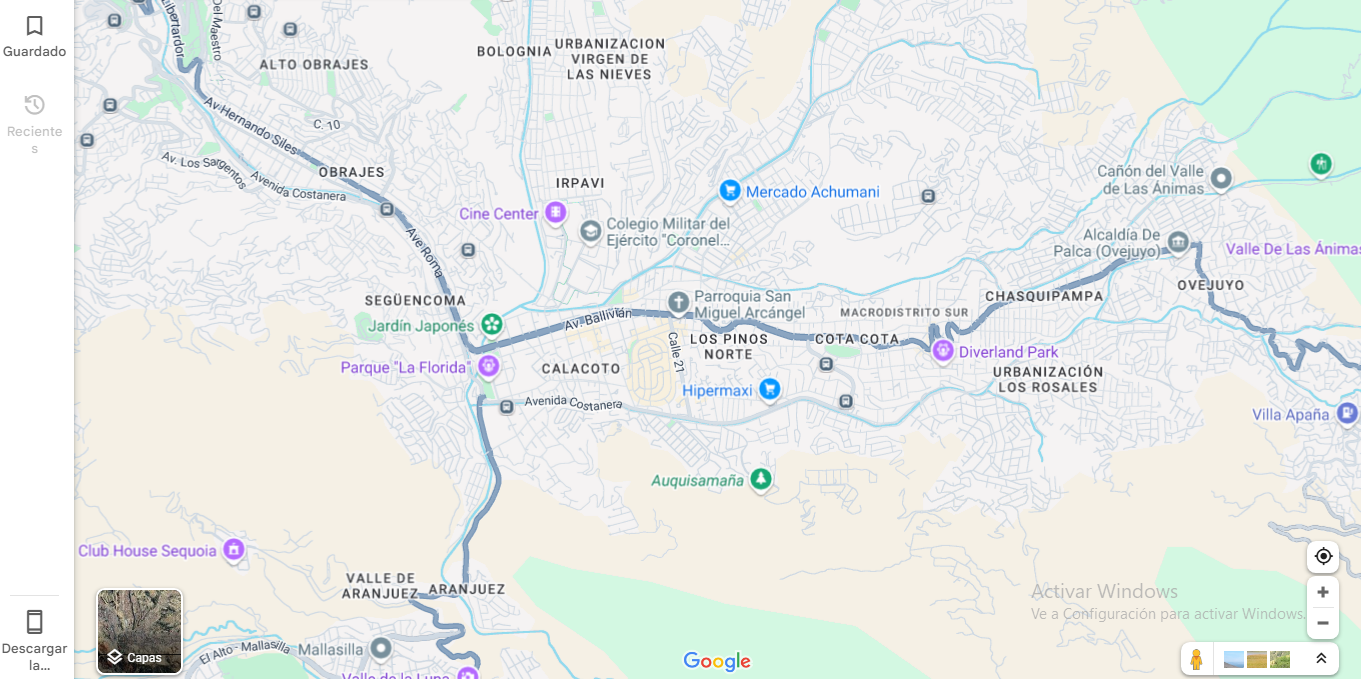 Guardado
Reciente
s
Descargar
la...
Libertardor
Del Maestro
ALTO OBRAJES
BOLOGNIA
URBANIZACION
VIRGEN DE
LAS NIEVES
Av. Hernando Siles
C. 10
Av. Los Sargentos
Avenida Costanera
OBRAJES
IRPAVI
Cine Center
Colegio Militar del
Ejército "Coronel...
Mercado Achumani
Cañón del Valle
de Las Ánimas
Alcaldía De
Palca (Ovejuyo)
Valle De Las Ánimas
OVEJUYO
Ave Roma
SEGÜENCOMA
Jardín Japonés
Av. Ballivián
Parroquia San
Miguel Arcángel
MACRODISTRITO SUR
CHASQUIPAMPA
Calle 21
LOS PINOS
NORTE
COTA COTA
Diverland Park
Parque "La Florida"
CALACOTO
URBANIZACIÓN
LOS ROSALES
Hipermaxi
Avenida Costanera
Villa Apaña
Auquisamaña
Club House Sequoia
VALLE DE
ARANJUEZ
ARANJUEZ
Activar Windows
Ve a Configuración para activar Windows.
El Alto - Mallasilla
Mallasilla
Valle de la Luna
Capas
Google